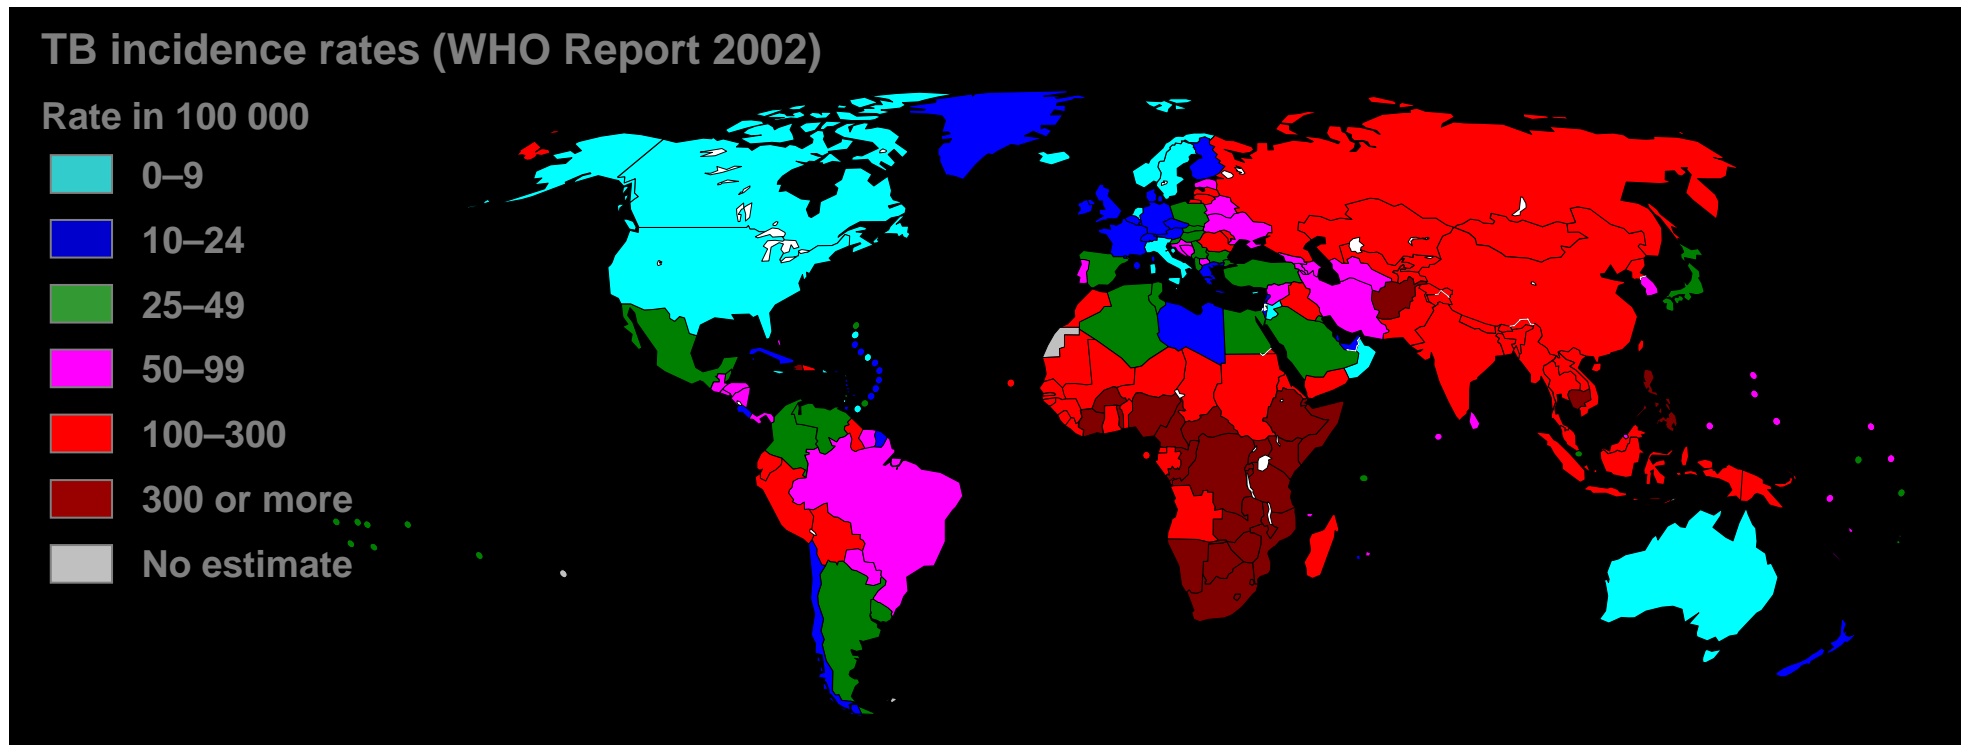 TB incidence rates (WHO Report 2002)
Rate in 100 000
0–9
10–24
25–49
50–99
100–300
300 or more
No estimate